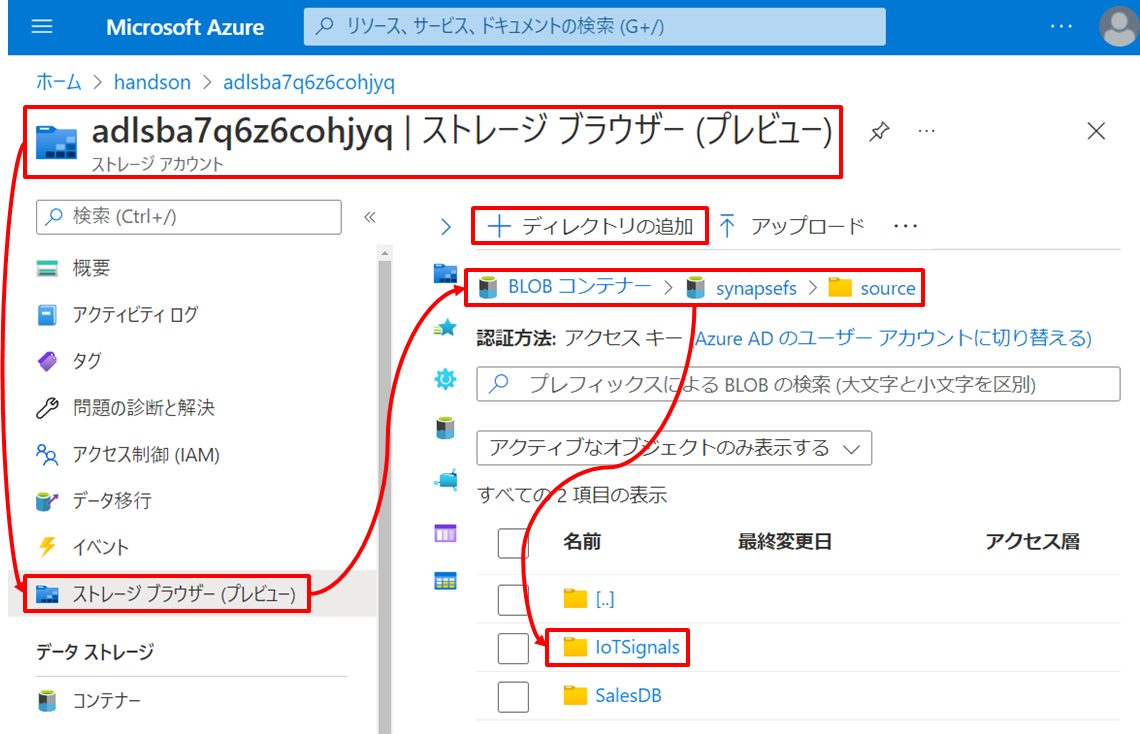 Microsoft Azure
リソース、サービス、ドキュメントの検索 (G+/)
ホーム > handson > adlsba7q6z6cohjyq
adlsba7q6z6cohjyq | ストレージ ブラウザー (プレビュー)
ストレージ アカウント
検索 (Ctrl+/)
概要
アクティビティ ログ
タグ
問題の診断と解決
アクセス制御 (IAM)
データ移行
イベント
ストレージ ブラウザー (プレビュー)
データ ストレージ
コンテナー
ディレクトリの追加
アップロード
BLOB コンテナー > synapsefs > source
認証方法: アクセス キー (Azure AD のユーザー アカウントに切り替える)
プレフィックスによる BLOB の検索 (大文字と小文字を区別)
アクティブなオブジェクトのみ表示する
すべての 2 項目の表示
名前 最終変更日 アクセス層
[..]
IoTSignals
SalesDB